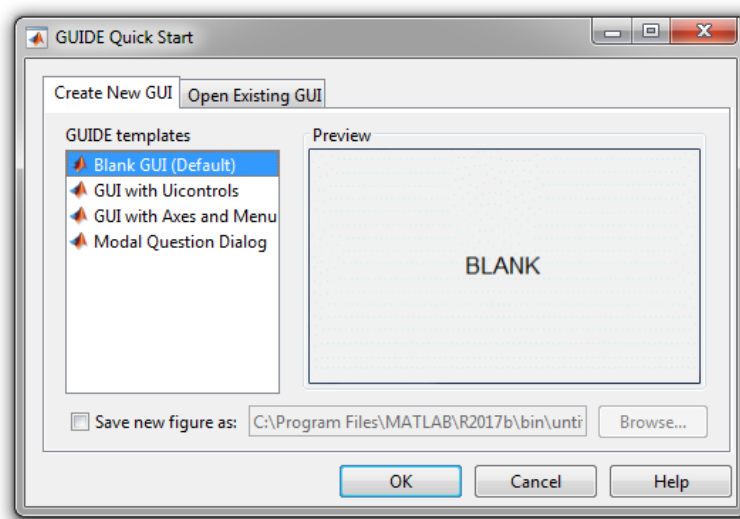 GUIDE Quick Start
Create New GUI
Open Existing GUI
GUIDE templates
Preview
Blank GUI (Default)
GUI with Uicontrols
GUI with Axes and Menu
Modal Question Dialog
BLANK
Save new figure as:
C:\Program Files\MATLAB\R2017b\bin\unti
Browse...
OK
Cancel
Help